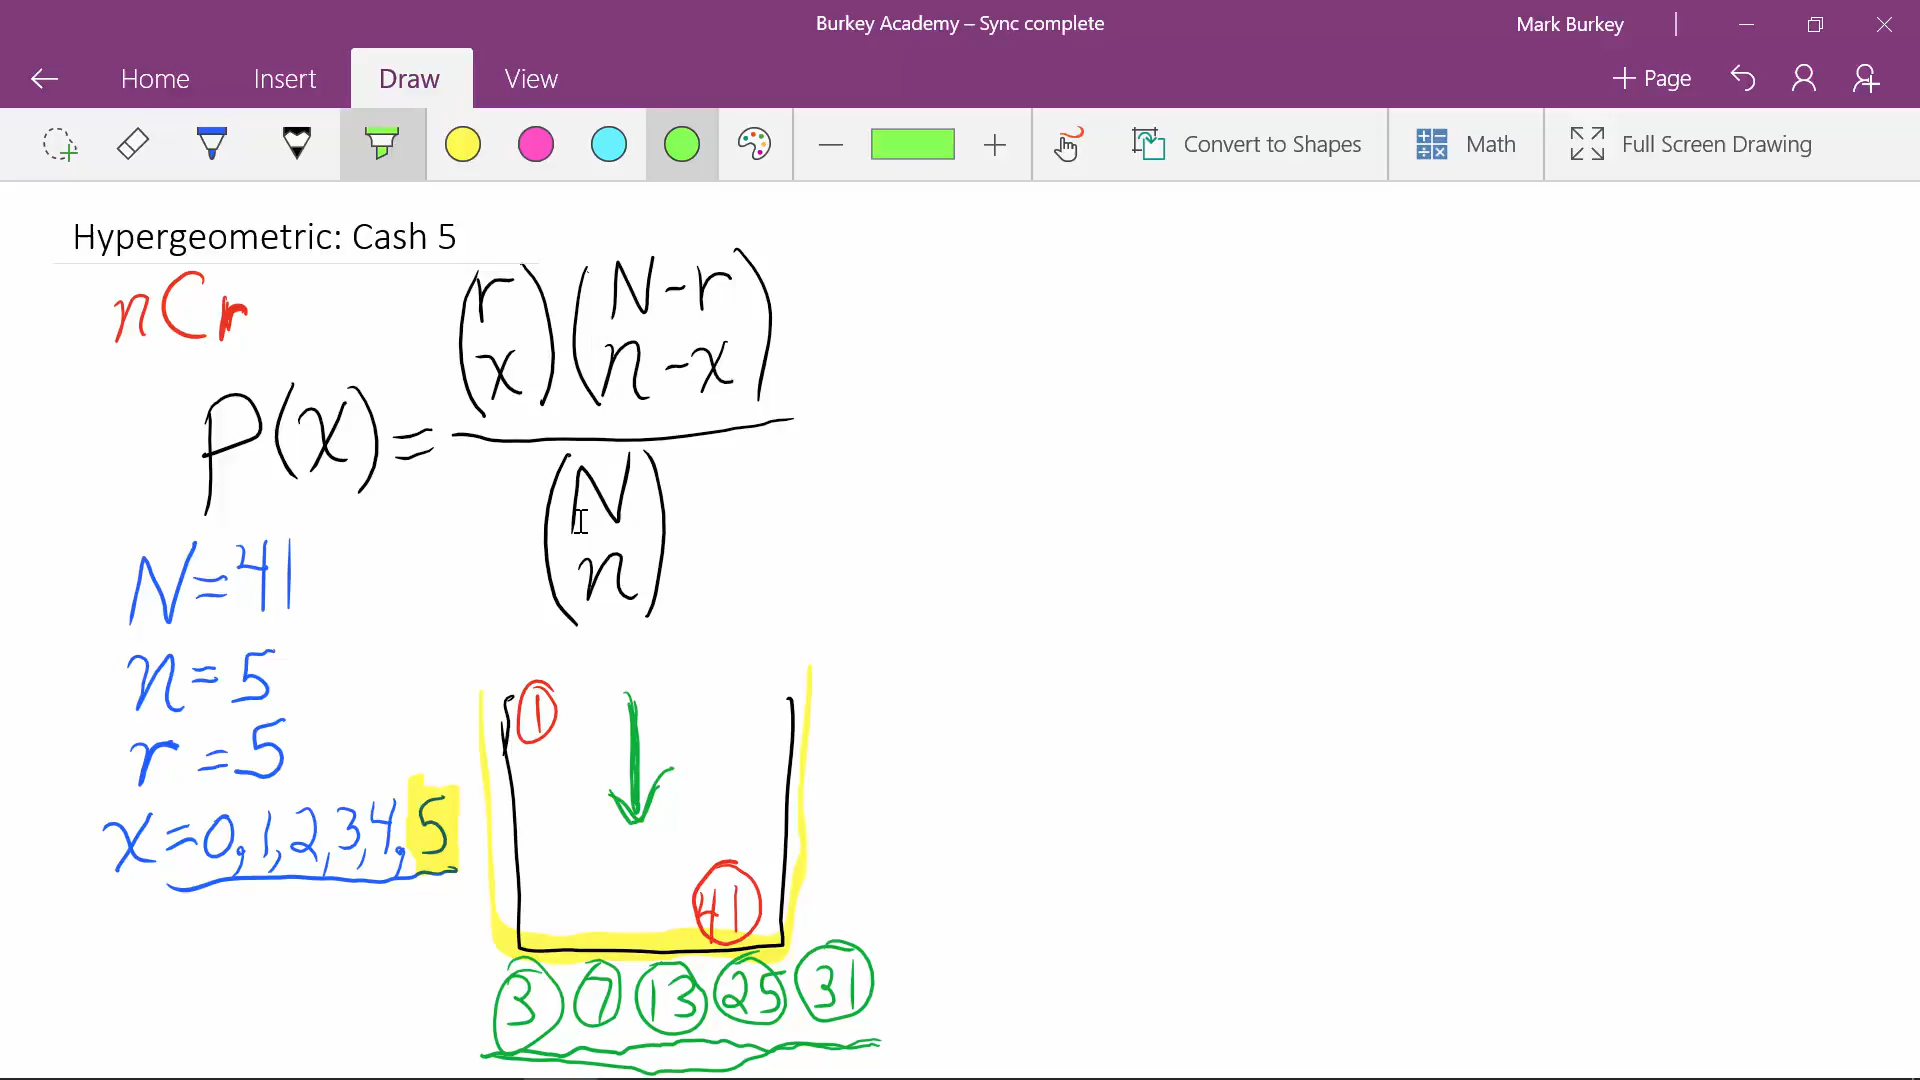 Burkey Academy – Sync complete
Mark Burkey
Home Insert Draw View
Page
Convert to Shapes
Math
Full Screen Drawing
Hypergeometric: Cash 5
nCr
P(x) = (r x)(N-r n-x) / (N n)
N=41
n=5
r=5
x=0,1,2,3,4,5
1
41
3 7 13 25 31